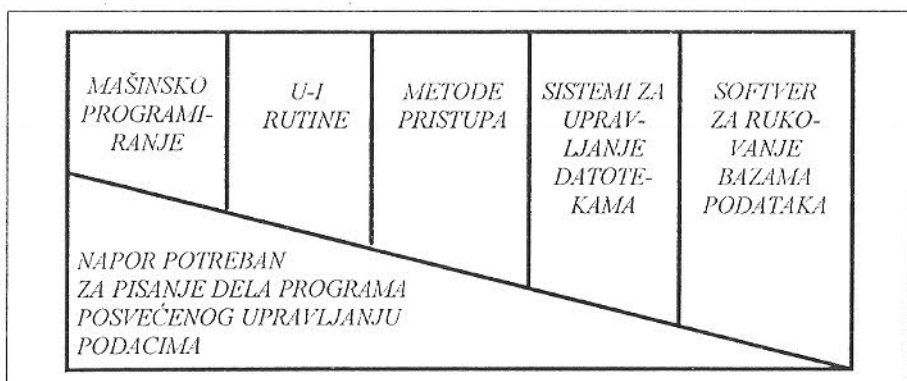 MAŠINSKO
PROGRAMI-
RANJE
U-I
RUTINE
METODE
PRISTUPA
SISTEMI ZA
UPRAV-
LJANJE
DATOTE-
KAMA
SOFTVER
ZA RUKO-
VANJE
BAZAMA
PODATAKA
NAPOR POTREBAN
ZA PISANJE DELA PROGRAMA
POSVEĆENOG UPRAVLJANJU
PODACIMA